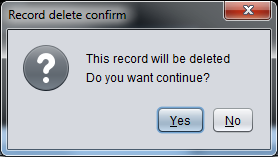 Record delete confirm
This record will be deleted
Do you want continue?
Yes No